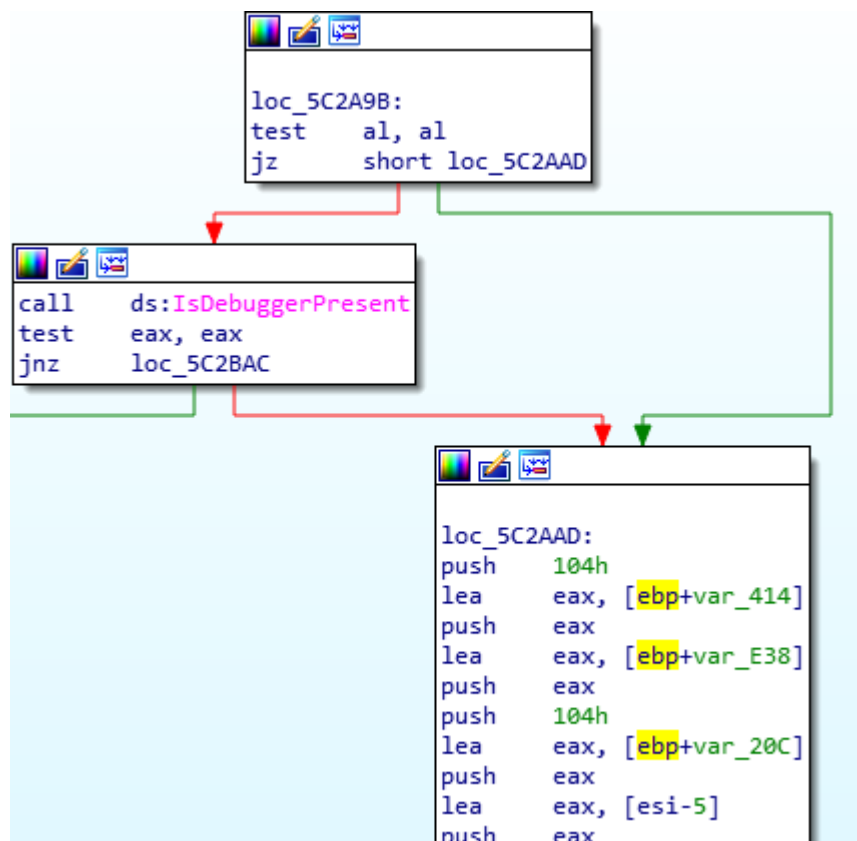 loc_5C2A9B:
test al, al
jz short loc_5C2AAD
call ds:IsDebuggerPresent
test eax, eax
jnz loc_5C2BAC
loc_5C2AAD:
push 104h
lea eax, [ebp+var_414]
push eax
lea eax, [ebp+var_E38]
push eax
push 104h
lea eax, [ebp+var_20C]
push eax
lea eax, [esi-5]
push eax